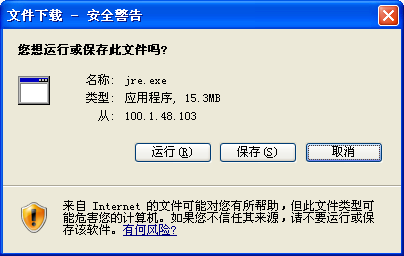 文件下载 - 安全警告
您想运行或保存此文件吗?
名称: jre.exe
类型: 应用程序, 15.3MB
从: 100.1.48.103
运行(R) 保存(S) 取消
来自 Internet 的文件可能对您有所帮助,但此文件类型可
能危害您的计算机。如果您不信任其来源,请不要运行或保
存该软件。有何风险?